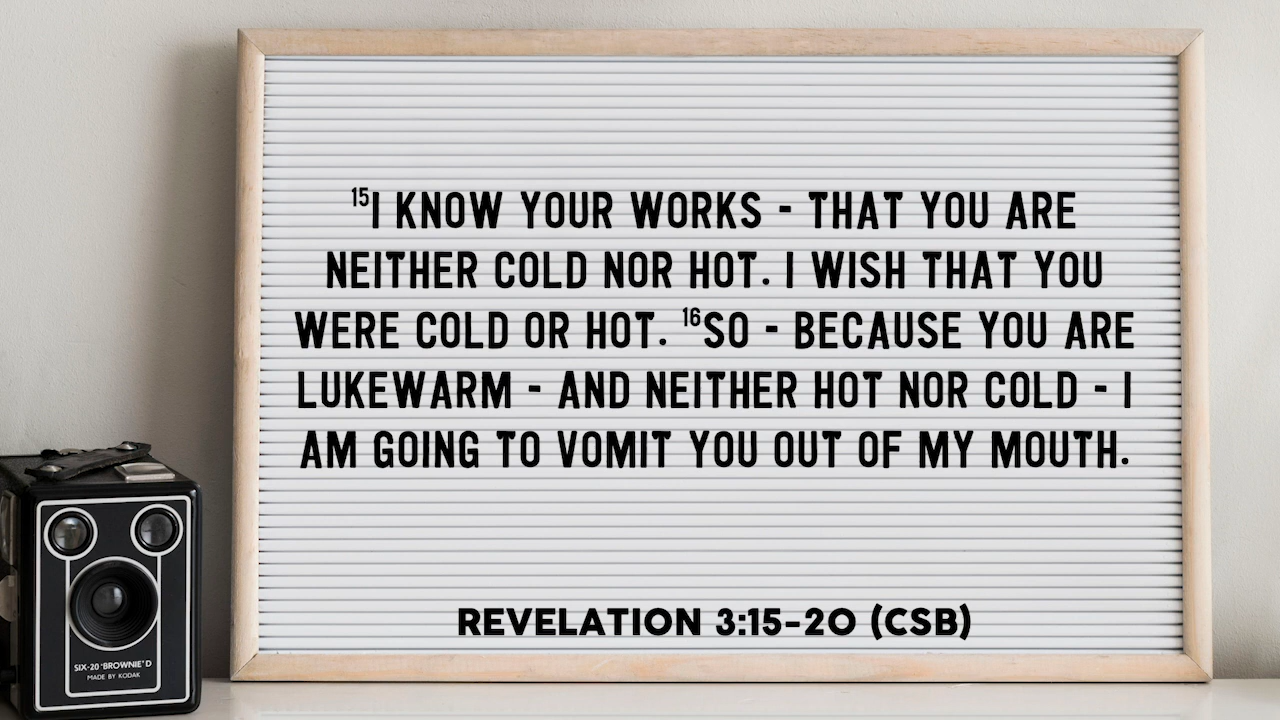 15I KNOW YOUR WORKS - THAT YOU ARE
NEITHER COLD NOR HOT. I WISH THAT YOU
WERE COLD OR HOT. 16SO - BECAUSE YOU ARE
LUKEWARM - AND NEITHER HOT NOR COLD - I
AM GOING TO VOMIT YOU OUT OF MY MOUTH.
REVELATION 3:15-20 (CSB)
SIX-20 'BROWNIE' D
MADE BY KODAK